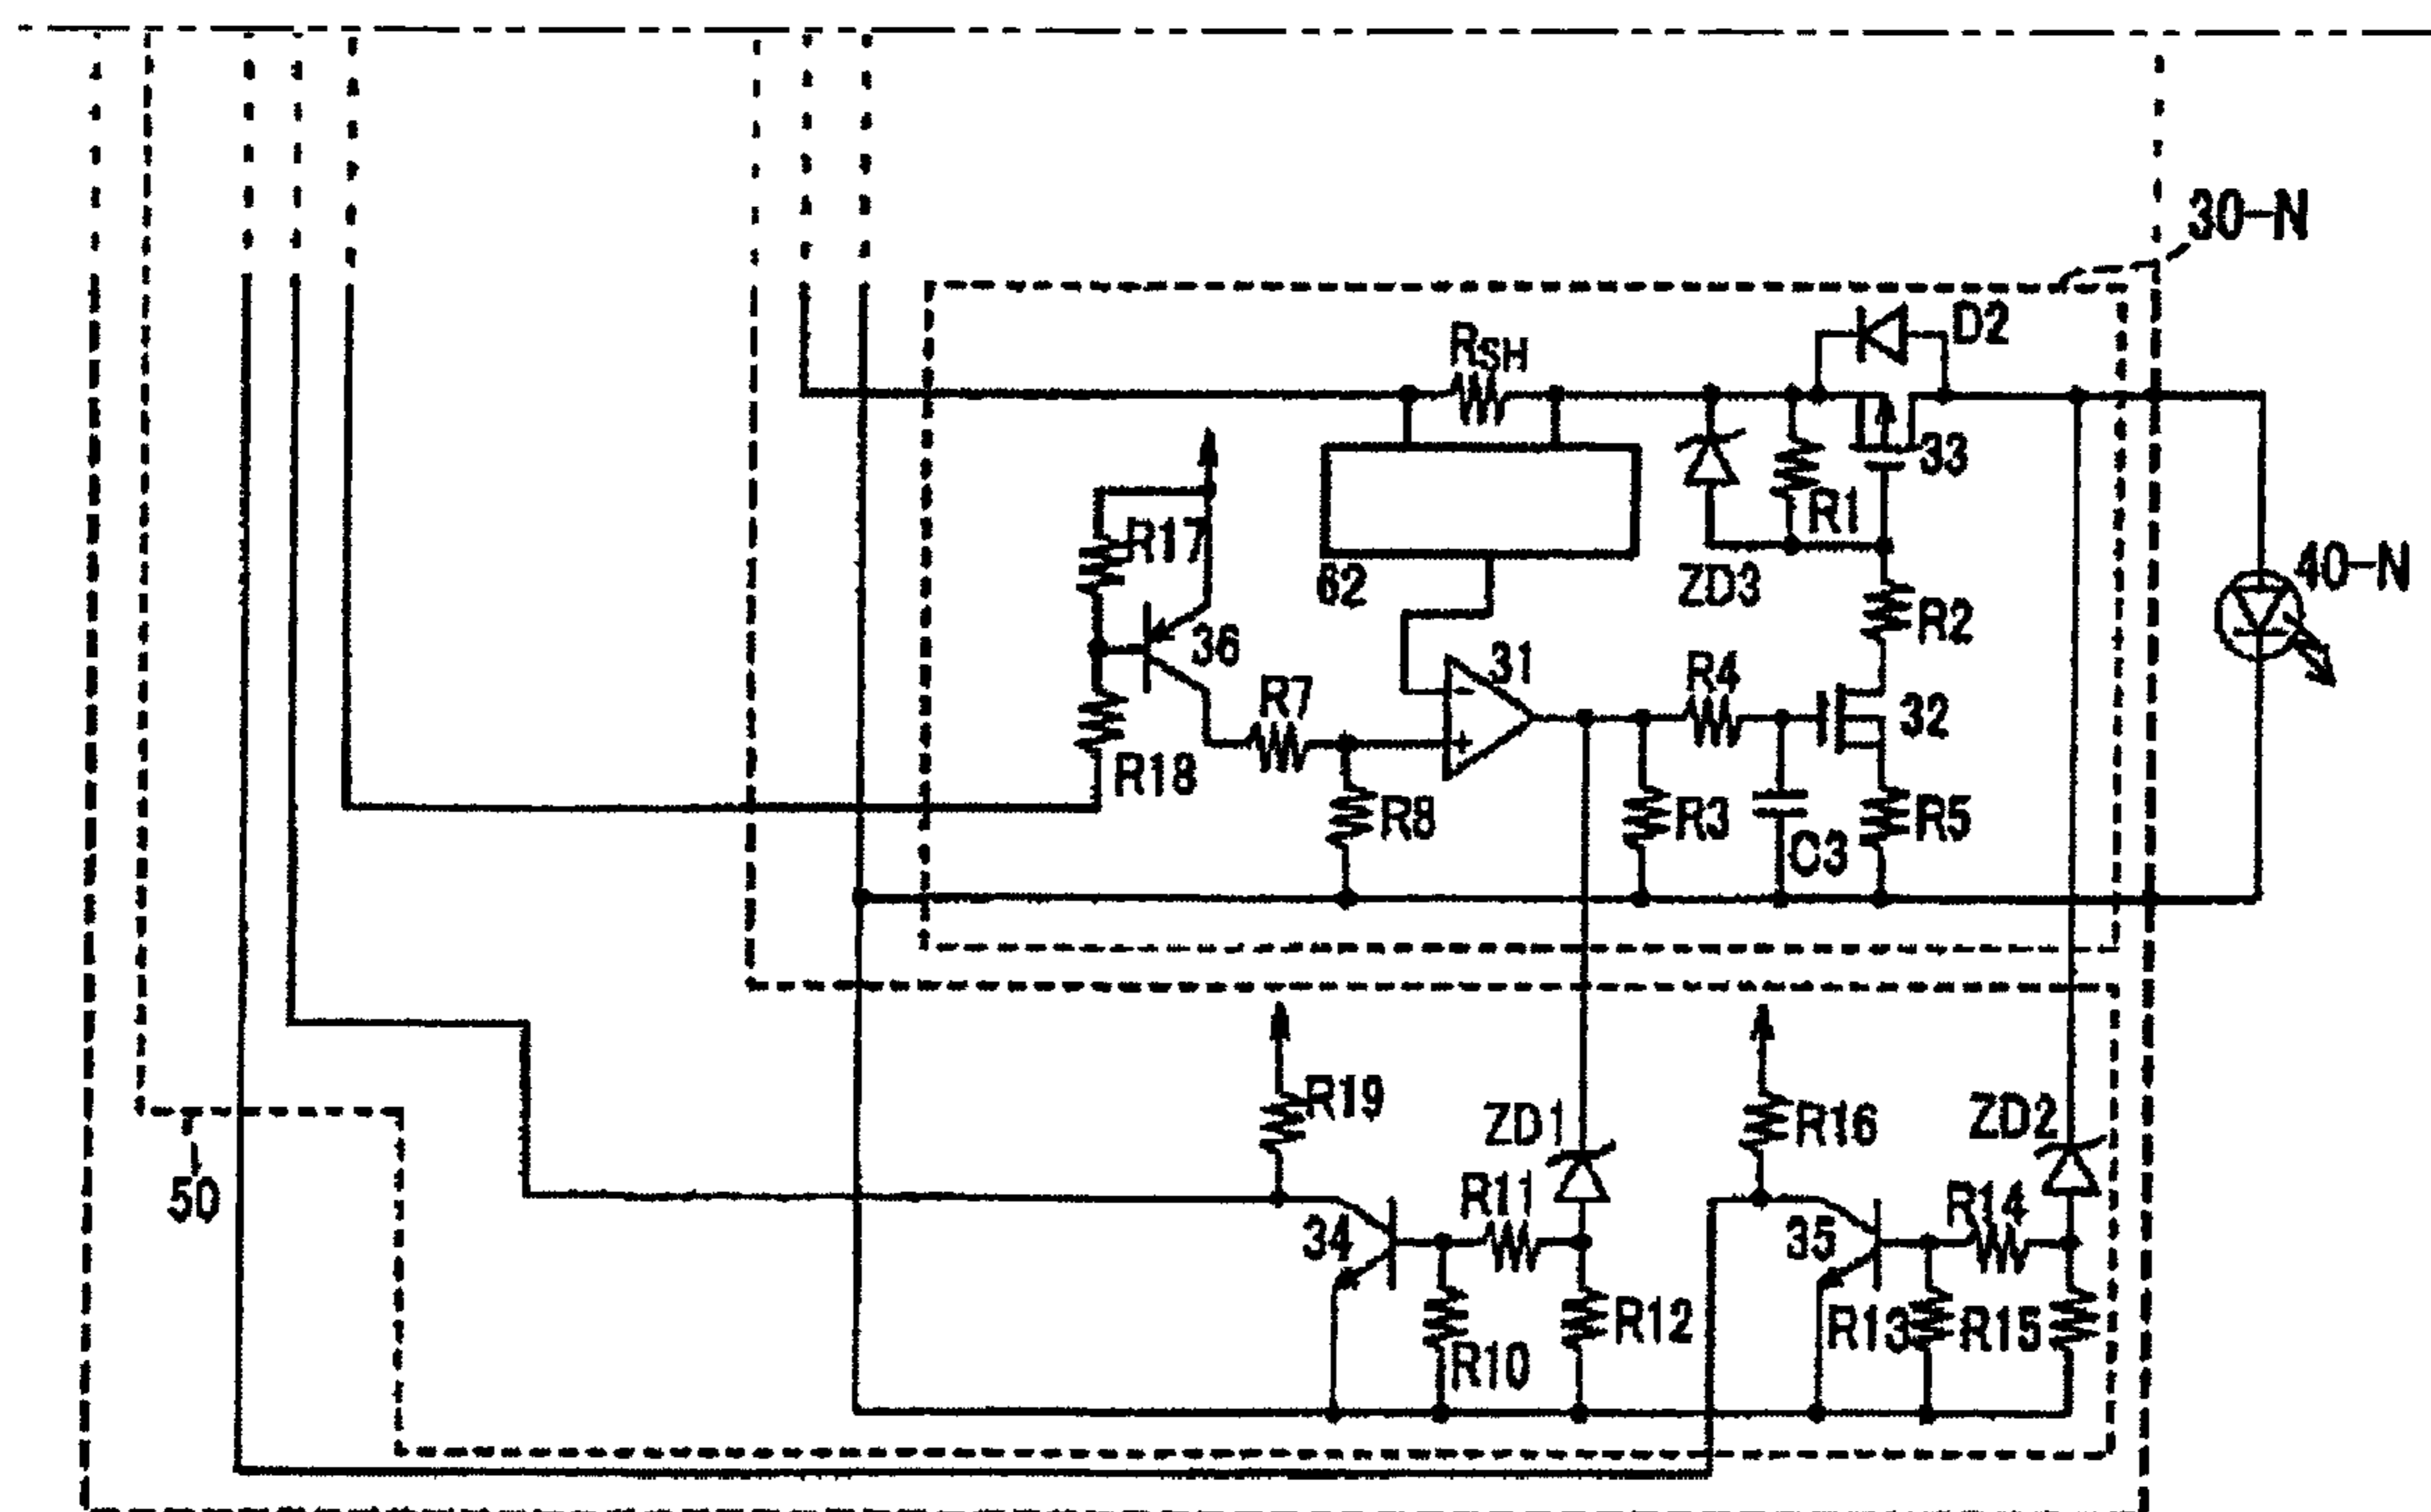 30-N
D2
RSH
33
R17
R1
62
ZD3
40-N
36
R2
31
R4
R7
32
-
+
R18
R8
R3
R5
C3
R19
ZD1
R16
ZD2
50
R11
R14
34
35
R12
R13
R15
R10